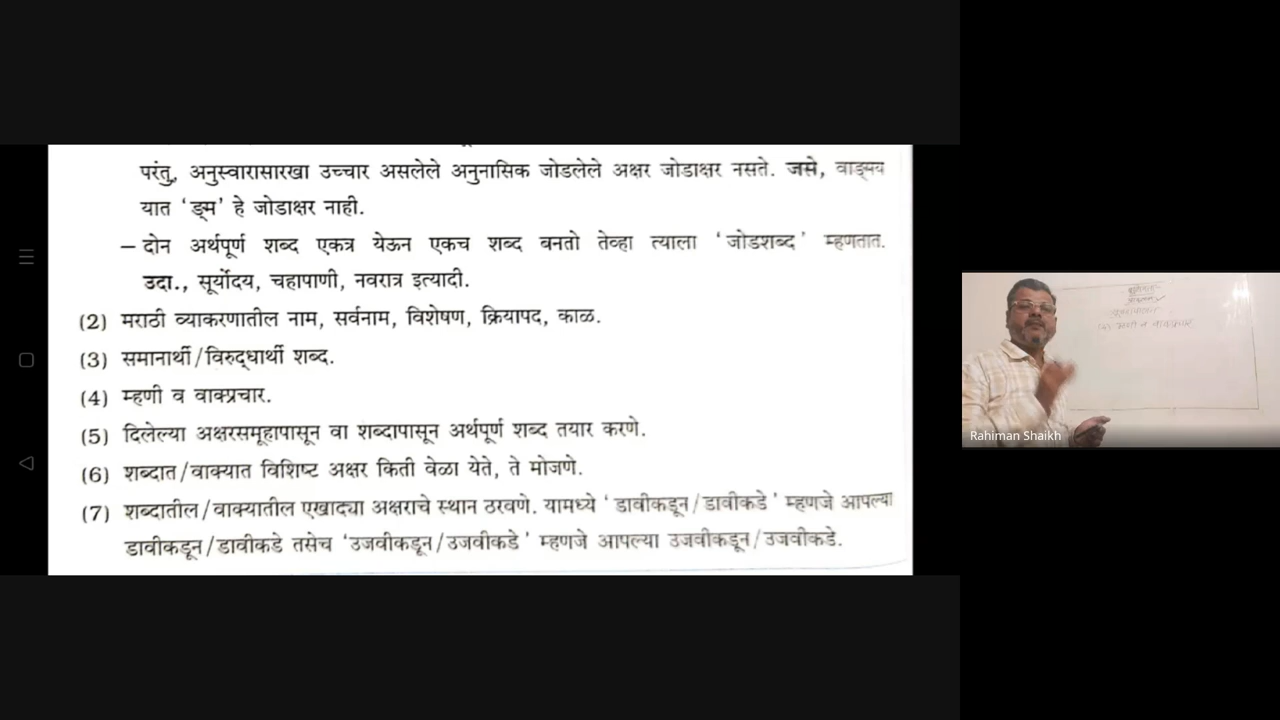 परंतु, अनुस्वारासारखा उच्चार असलेले अनुनासिक जोडलेले अक्षर जोडाक्षर नसते. जसे, वाङ्मय
यात ‘ङ्म’ हे जोडाक्षर नाही.
– दोन अर्थपूर्ण शब्द एकत्र येऊन एकच शब्द बनतो तेव्हा त्याला ‘जोडशब्द’ म्हणतात.
उदा., सूर्योदय, चहापाणी, नवरात्र इत्यादी.
(2) मराठी व्याकरणातील नाम, सर्वनाम, विशेषण, क्रियापद, काळ.
(3) समानार्थी/विरुद्धार्थी शब्द.
(4) म्हणी व वाक्प्रचार.
(5) दिलेल्या अक्षरसमूहापासून वा शब्दापासून अर्थपूर्ण शब्द तयार करणे.
(6) शब्दात/वाक्यात विशिष्ट अक्षर किती वेळा येते, ते मोजणे.
(7) शब्दातील/वाक्यातील एखाद्या अक्षराचे स्थान ठरवणे. यामध्ये ‘डावीकडून/डावीकडे’ म्हणजे आपल्या
डावीकडून/डावीकडे तसेच ‘उजवीकडून/उजवीकडे’ म्हणजे आपल्या उजवीकडून/उजवीकडे.
Rahiman Shaikh